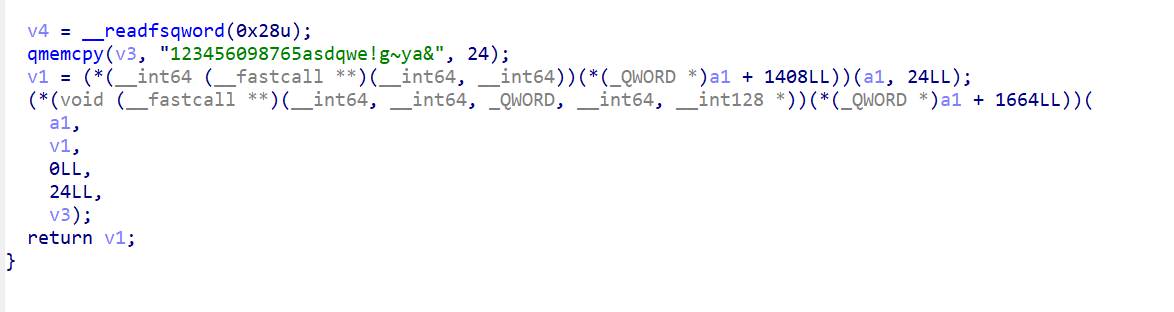 v4 = __readfsqword(0x28u);
qmemcpy(v3, "123456098765asdqwe!g~ya&", 24);
v1 = (*(__int64 (__fastcall **)(__int64, __int64))(*(_QWORD *)a1 + 1408LL))(a1, 24LL);
(*(void (__fastcall **)(__int64, __int64, _QWORD, __int64, __int128 *))(*(_QWORD *)a1 + 1664LL))(
a1,
v1,
0LL,
24LL,
v3);
return v1;
}